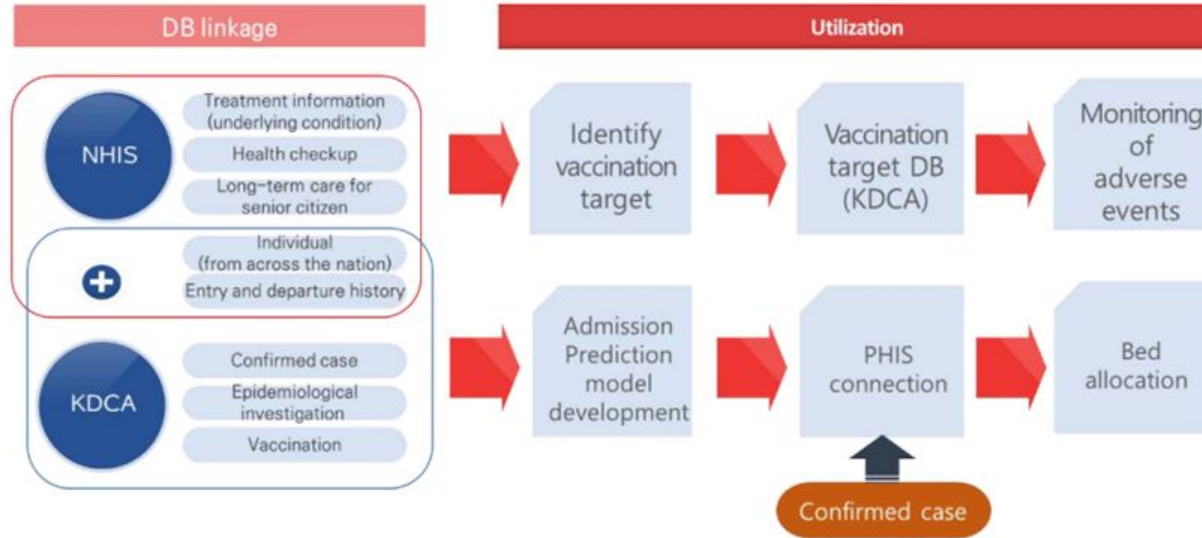 DB linkage
Utilization
NHIS
Treatment information
(underlying condition)
Health checkup
Long-term care for
senior citizen
Individual
(from across the nation)
Entry and departure history
KDCA
Confirmed case
Epidemiological
investigation
Vaccination
Identify
vaccination
target
Vaccination
target DB
(KDCA)
Monitoring
of
adverse
events
Admission
Prediction
model
development
PHIS
connection
Bed
allocation
Confirmed case